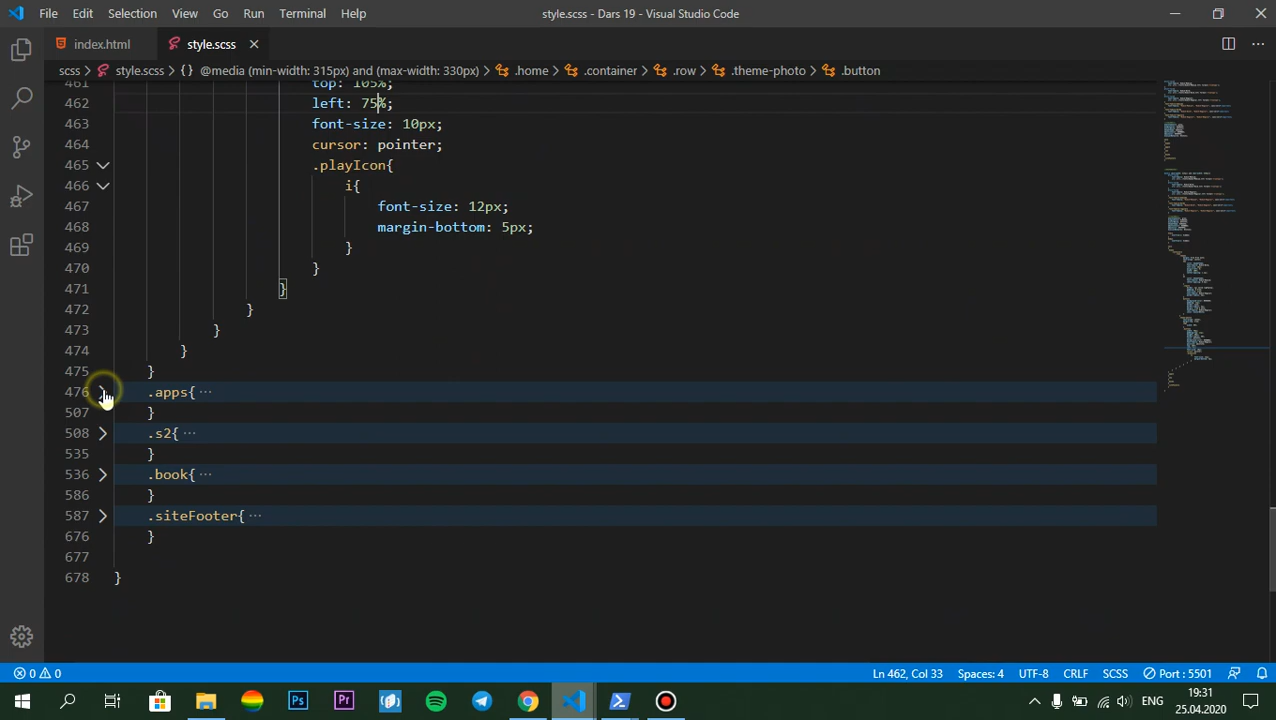 File Edit Selection View Go Run Terminal Help style.scss - Dars 19 - Visual Studio Code
index.html style.scss
scss > style.scss > {} @media (min-width: 315px) and (max-width: 330px) > .home > .container > .row > .theme-photo > .button
461 top: 105%;
462 left: 75%;
463 font-size: 10px;
464 cursor: pointer;
465 .playIcon{
466 i{
467 font-size: 12px;
468 margin-bottom: 5px;
469 }
470 }
471 }
472 }
473 }
474 }
475 }
476 .apps{ ...
507 }
508 .s2{ ...
535 }
536 .book{ ...
586 }
587 .siteFooter{ ...
676 }
677
678 }
0 0 Ln 462, Col 33 Spaces: 4 UTF-8 CRLF SCSS Port : 5501
Ps Pr ENG 19:31
25.04.2020